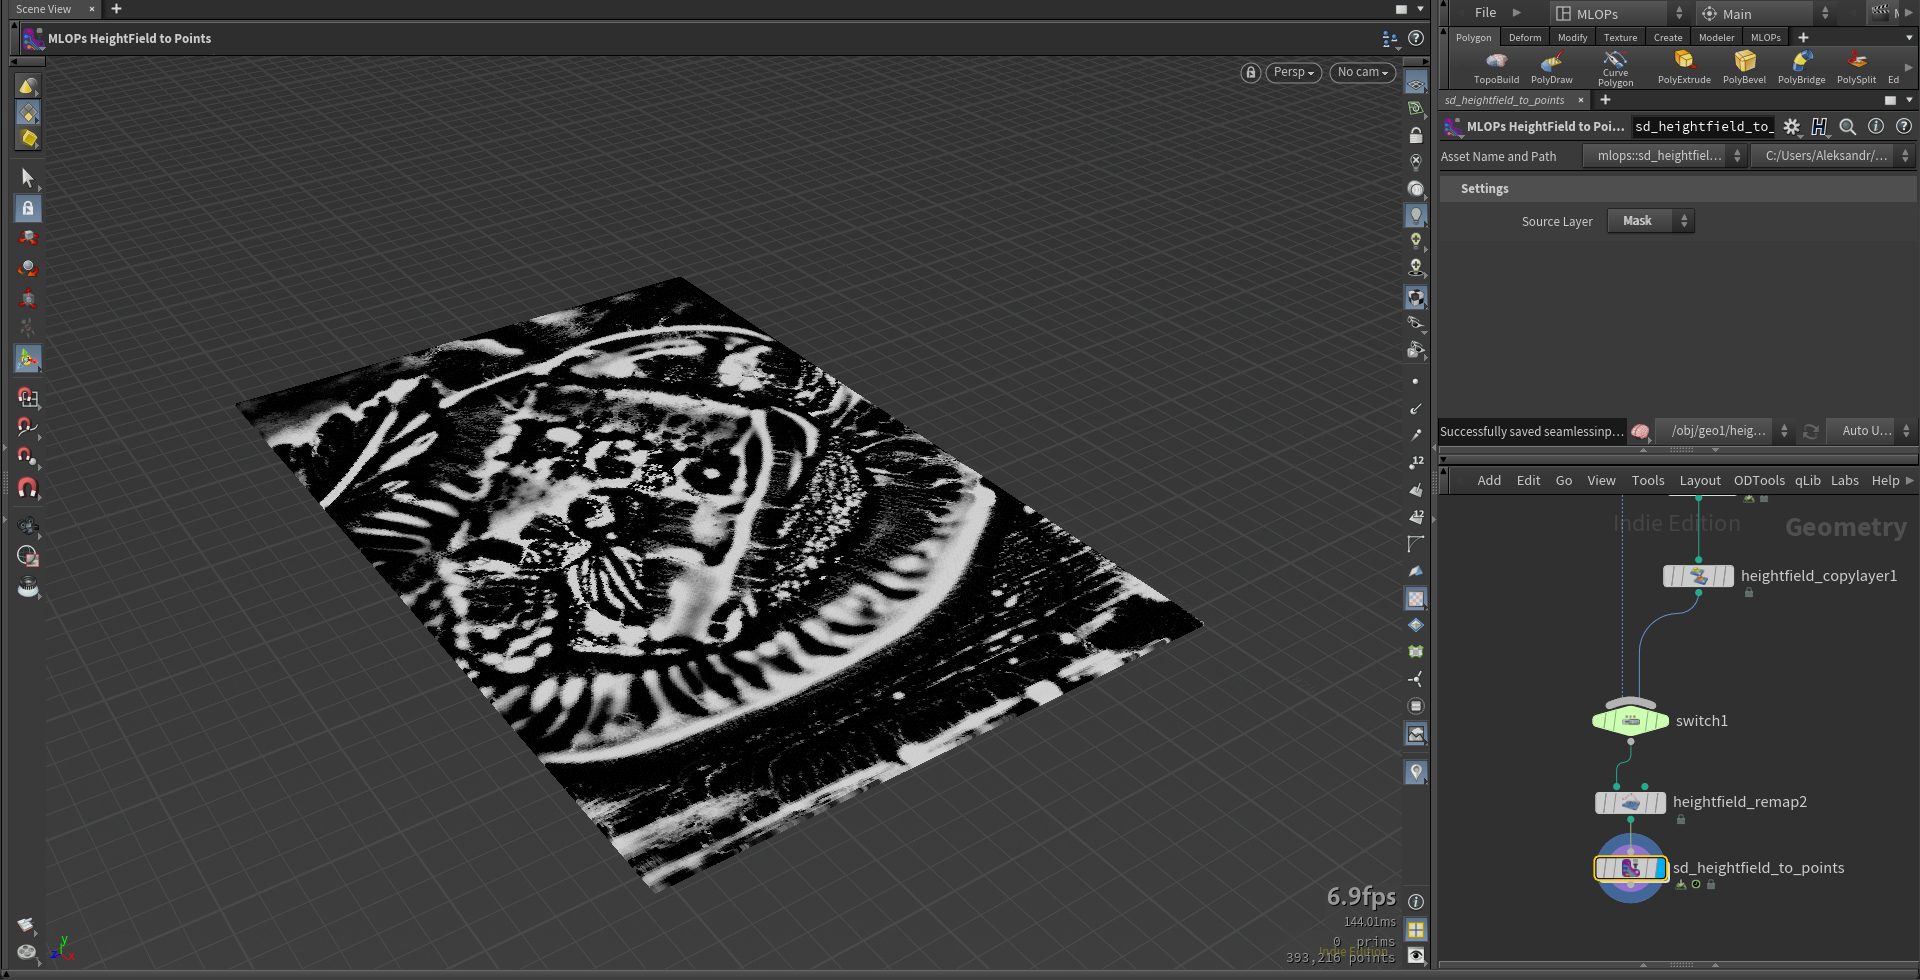 Scene View × +
MLOPs HeightField to Points
Persp
No cam
12
12
6.9fps
144.01ms
0 prims
Indie Edition
393,216 points
y
z
x
File
MLOPs
Main
Polygon Deform Modify Texture Create Modeler MLOPs +
TopoBuild PolyDraw Curve Polygon PolyExtrude PolyBevel PolyBridge PolySplit Ed
sd_heightfield_to_points × +
MLOPs HeightField to Poi... sd_heightfield_to_
Asset Name and Path mlops::sd_heightfiel... C:/Users/Aleksandr/...
Settings
Source Layer Mask
Successfully saved seamlessinp... /obj/geo1/heig... Auto U...
Add Edit Go View Tools Layout ODTools qLib Labs Help
Indie Edition Geometry
heightfield_copylayer1
switch1
heightfield_remap2
sd_heightfield_to_points